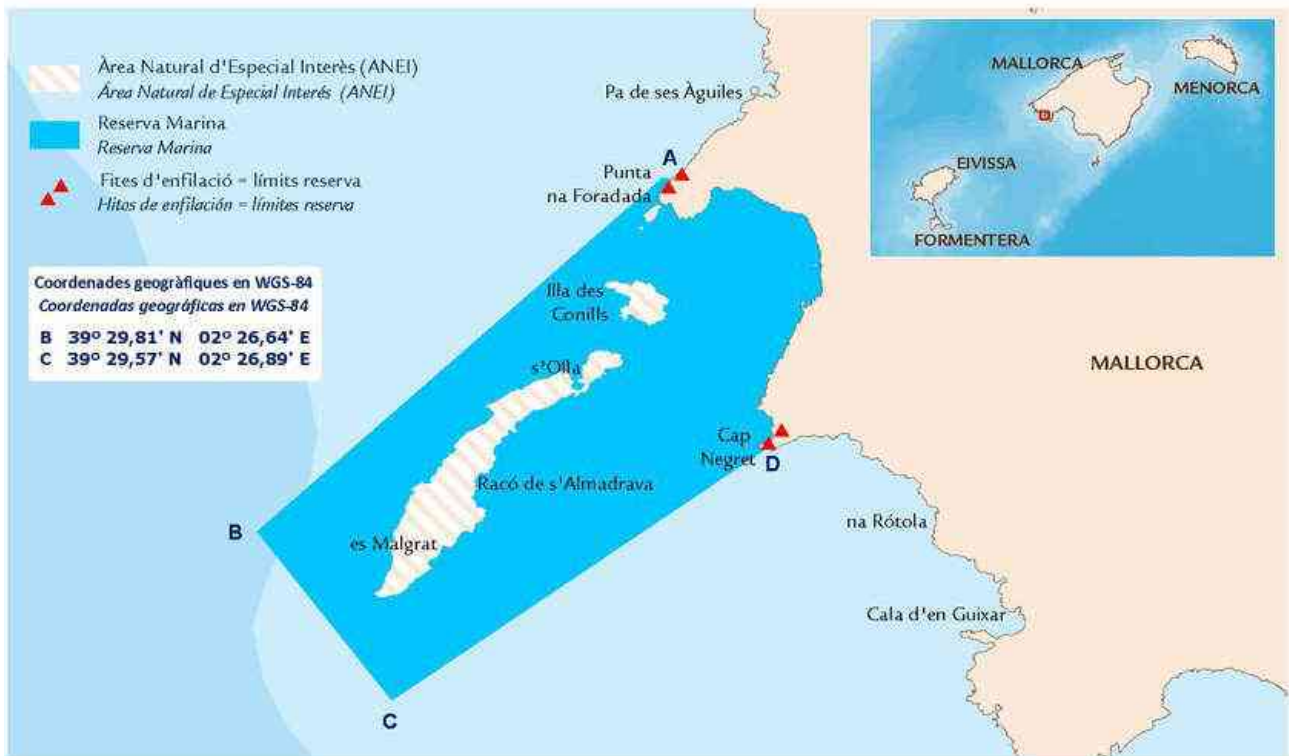 Àrea Natural d'Especial Interès (ANEI)
Área Natural de Especial Interés (ANEI)
Reserva Marina
Reserva Marina
Fites d'enfilació = límits reserva
Hitos de enfilación = límites reserva
Coordenades geogràfiques en WGS-84
Coordenadas geográficas en WGS-84
B 39º 29,81' N 02º 26,64' E
C 39º 29,57' N 02º 26,89' E
Pa de ses Àguiles
A
Punta
na Foradada
Illa des
Conills
s'Olla
Cap
Negret
D
Racó de s'Almadrava
B
es Malgrat
C
na Ròtola
Cala d'en Guixar
MALLORCA
MALLORCA
MENORCA
EIVISSA
FORMENTERA